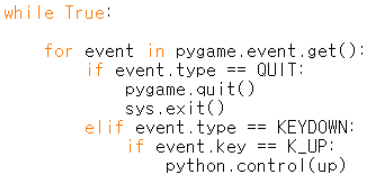 while True:
for event in pygame.event.get():
if event.type == QUIT:
pygame.quit()
sys.exit()
elif event.type == KEYDOWN:
if event.key == K_UP:
python.control(up)